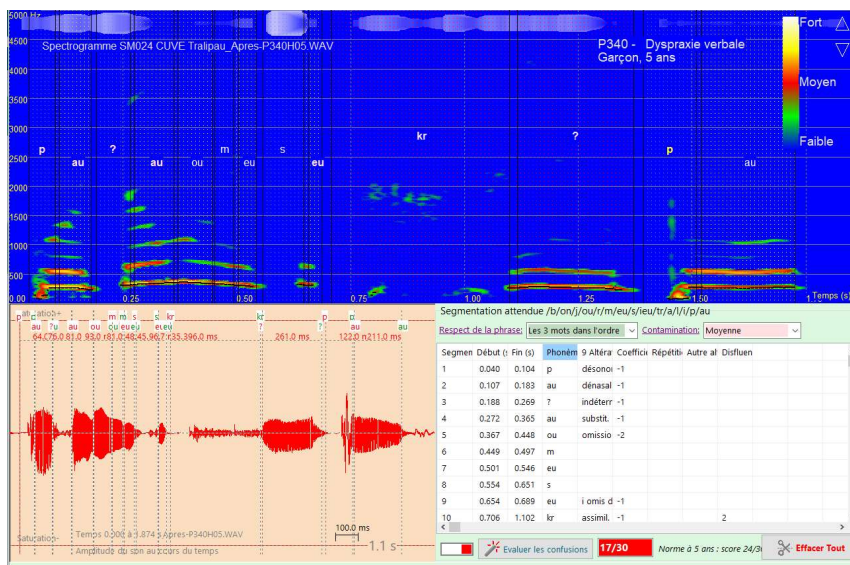 5000 Hz
Fort
Spectrogramme SM024 CUVE Tralipau_Apres-P340H05.WAV
P340 - Dyspraxie verbale
Garçon, 5 ans
4500
4000
Moyen
3500
3000
Faible
2500
p au ? au ou m eu s eu kr ? p au
2000
1500
1000
500
0.00 0.25 0.50 0.75 1.00 1.25 1.50 Temps (s)
Segmentation attendue /b/on/j/ou/r/m/eu/s/ieu/tr/a/l/i/p/au
Respect de la phrase: Les 3 mots dans l'ordre Contamination: Moyenne
261.0 ms
Segmen Début (s Fin (s) Phoném 9 Altéra Coeffici Répétiti Autre al Disfluen
1 0.040 0.104 p désonoi -1
2 0.107 0.183 au dénasal -1
3 0.188 0.269 ? indéterr -1
4 0.272 0.365 au substit. -1
5 0.367 0.448 ou omissio -2
6 0.449 0.497 m
7 0.501 0.546 eu
8 0.554 0.651 s
9 0.654 0.689 eu i omis d -1
10 0.706 1.102 kr assimil. -1 2
100.0 ms
Saturation- Temps 0.000 à 1.874 s Apres-P340H05.WAV
1.1 s
Amplitude du son au cours du temps
Evaluer les confusions 17/30 Norme à 5 ans : score 24/30 Effacer Tout